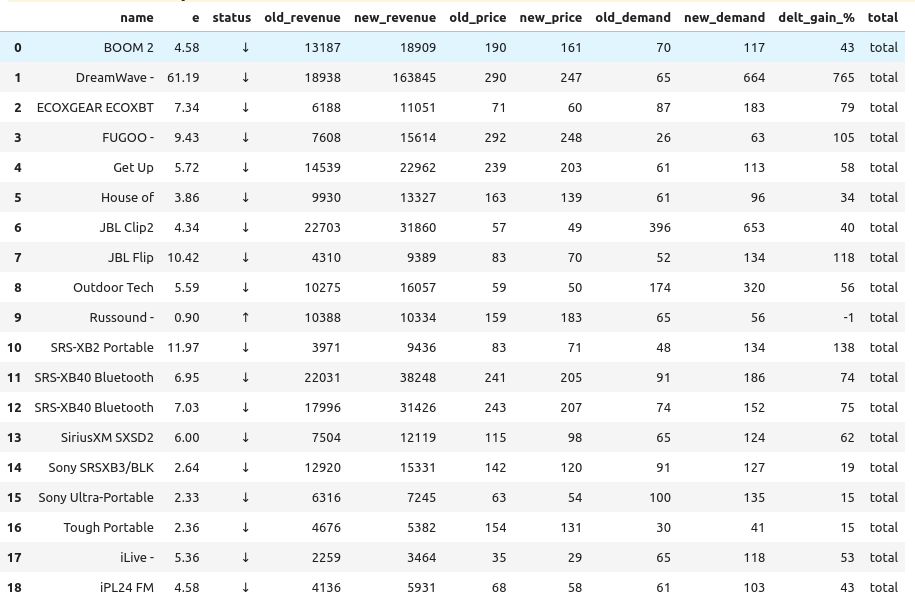 name e status old_revenue new_revenue old_price new_price old_demand new_demand delt_gain_% total
0 BOOM 2 4.58 ↓ 13187 18909 190 161 70 117 43 total
1 DreamWave - 61.19 ↓ 18938 163845 290 247 65 664 765 total
2 ECOXGEAR ECOXBT 7.34 ↓ 6188 11051 71 60 87 183 79 total
3 FUGOO - 9.43 ↓ 7608 15614 292 248 26 63 105 total
4 Get Up 5.72 ↓ 14539 22962 239 203 61 113 58 total
5 House of 3.86 ↓ 9930 13327 163 139 61 96 34 total
6 JBL Clip2 4.34 ↓ 22703 31860 57 49 396 653 40 total
7 JBL Flip 10.42 ↓ 4310 9389 83 70 52 134 118 total
8 Outdoor Tech 5.59 ↓ 10275 16057 59 50 174 320 56 total
9 Russound - 0.90 ↑ 10388 10334 159 183 65 56 -1 total
10 SRS-XB2 Portable 11.97 ↓ 3971 9436 83 71 48 134 138 total
11 SRS-XB40 Bluetooth 6.95 ↓ 22031 38248 241 205 91 186 74 total
12 SRS-XB40 Bluetooth 7.03 ↓ 17996 31426 243 207 74 152 75 total
13 SiriusXM SXSD2 6.00 ↓ 7504 12119 115 98 65 124 62 total
14 Sony SRSXB3/BLK 2.64 ↓ 12920 15331 142 120 91 127 19 total
15 Sony Ultra-Portable 2.33 ↓ 6316 7245 63 54 100 135 15 total
16 Tough Portable 2.36 ↓ 4676 5382 154 131 30 41 15 total
17 iLive - 5.36 ↓ 2259 3464 35 29 65 118 53 total
18 iPL24 FM 4.58 ↓ 4136 5931 68 58 61 103 43 total